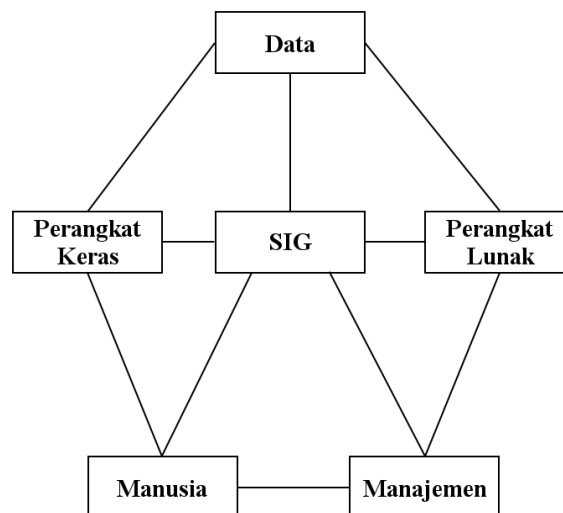 Data
Perangkat
Keras
SIG
Perangkat
Lunak
Manusia
Manajemen